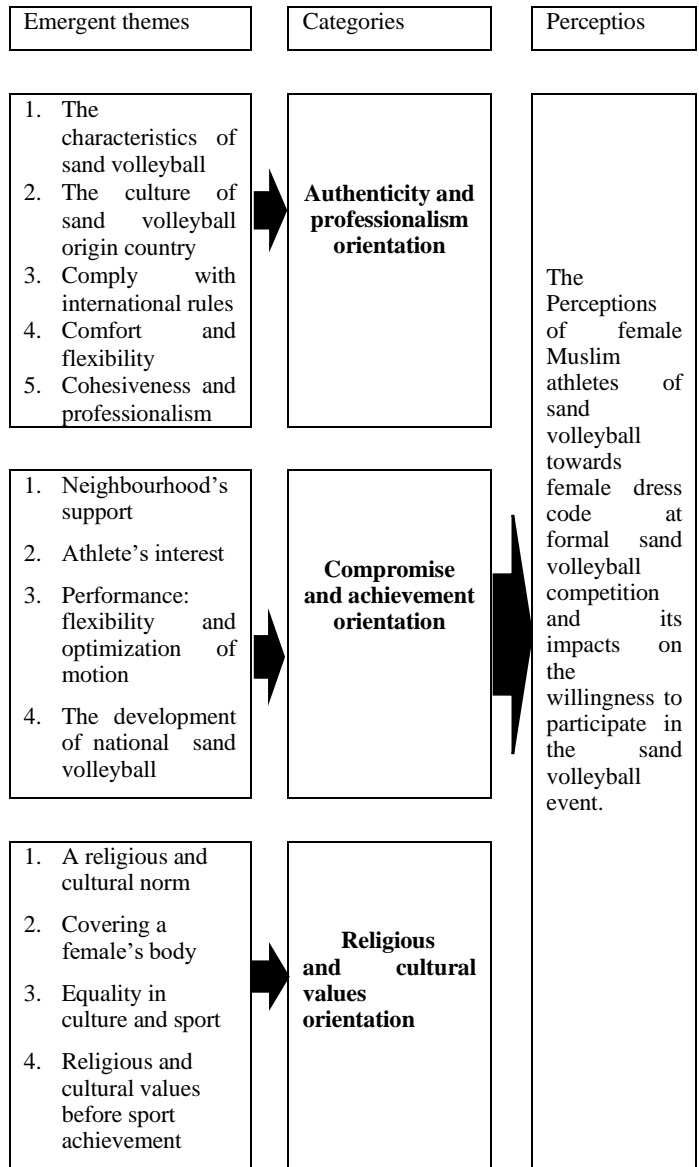 Emergent themes
Categories
Perceptios
1. The
characteristics of
sand volleyball
2. The culture of
sand volleyball
origin country
3. Comply with
international rules
4. Comfort and
flexibility
5. Cohesiveness and
professionalism
Authenticity and
professionalism
orientation
1. Neighbourhood's
support
2. Athlete's interest
3. Performance:
flexibility and
optimization of
motion
4. The development
of national sand
volleyball
Compromise
and achievement
orientation
1. A religious and
cultural norm
2. Covering a
female's body
3. Equality in
culture and sport
4. Religious and
cultural values
before sport
achievement
Religious
and cultural
values
orientation
The
Perceptions
of female
Muslim
athletes of
sand
volleyball
towards
female dress
code at
formal sand
volleyball
competition
and its
impacts on
the
willingness to
participate in
the sand
volleyball
event.